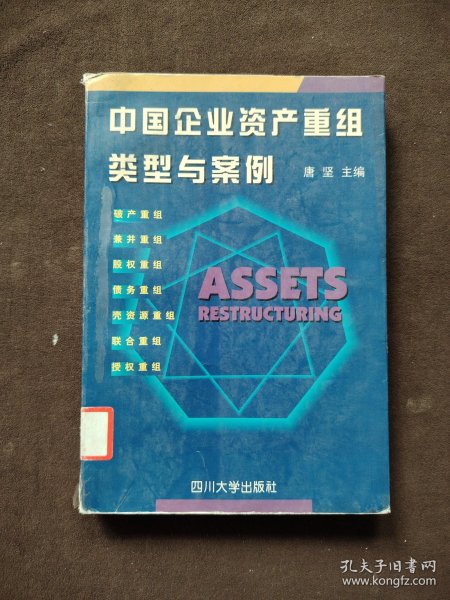 中国企业资产重组
类型与案例
唐坚 主编
破产重组
兼并重组
股权重组
债务重组
壳资源重组
联合重组
授权重组
ASSETS
RESTRUCTURING
四川大学出版社
孔夫子旧书网
www.kongfz.com